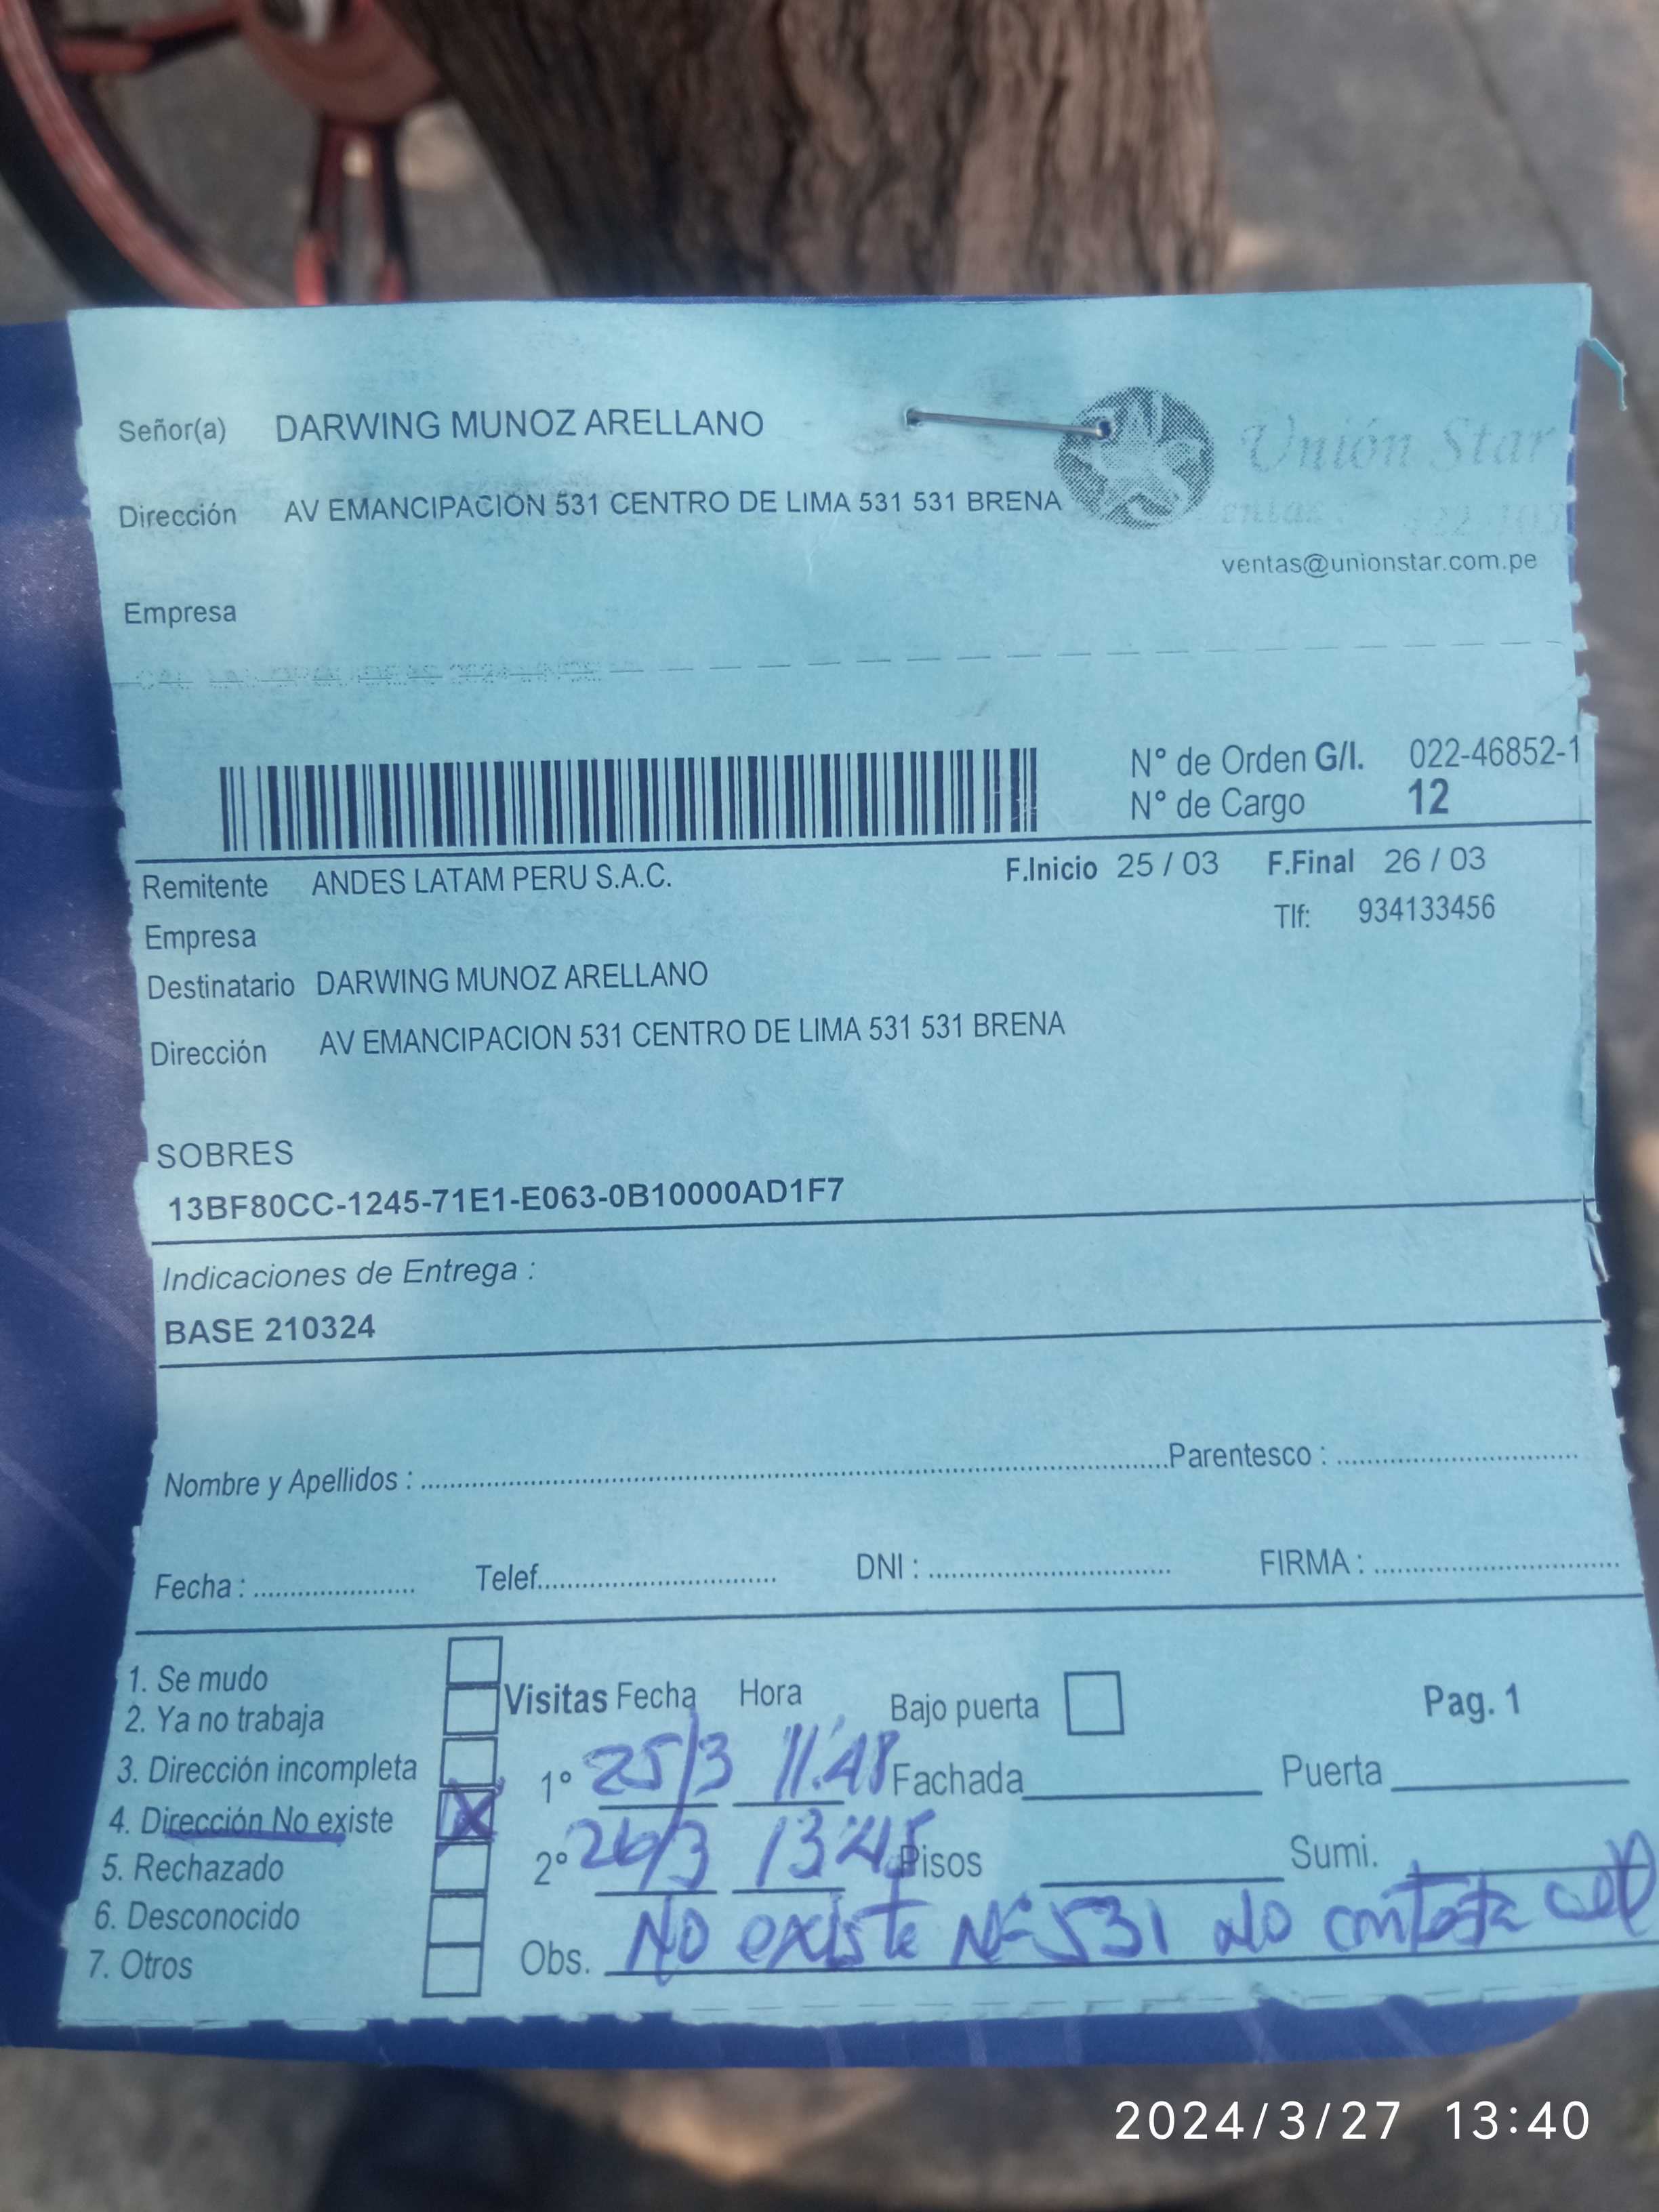 Señor(a) DARWING MUNOZ ARELLANO
Unión Star
Dirección AV EMANCIPACION 531 CENTRO DE LIMA 531 531 BRENA
ventas@unionstar.com.pe
Empresa
N° de Orden G/I. 022-46852-1
N° de Cargo 12
Remitente ANDES LATAM PERU S.A.C. F.Inicio 25 / 03 F.Final 26 / 03
Empresa Tlf: 934133456
Destinatario DARWING MUNOZ ARELLANO
Dirección AV EMANCIPACION 531 CENTRO DE LIMA 531 531 BRENA
SOBRES
13BF80CC-1245-71E1-E063-0B10000AD1F7
Indicaciones de Entrega :
BASE 210324
Nombre y Apellidos : Parentesco :
Fecha : Telef. DNI : FIRMA :
1. Se mudo
2. Ya no trabaja
3. Dirección incompleta
4. Dirección No existe X
5. Rechazado
6. Desconocido
7. Otros
Visitas Fecha Hora Bajo puerta Pag. 1
1° 25/3 11:48 Fachada Puerta
2° 26/3 13:45 Pisos Sumi.
Obs. No existe N° 531 No contesta cel
2024/3/27 13:40